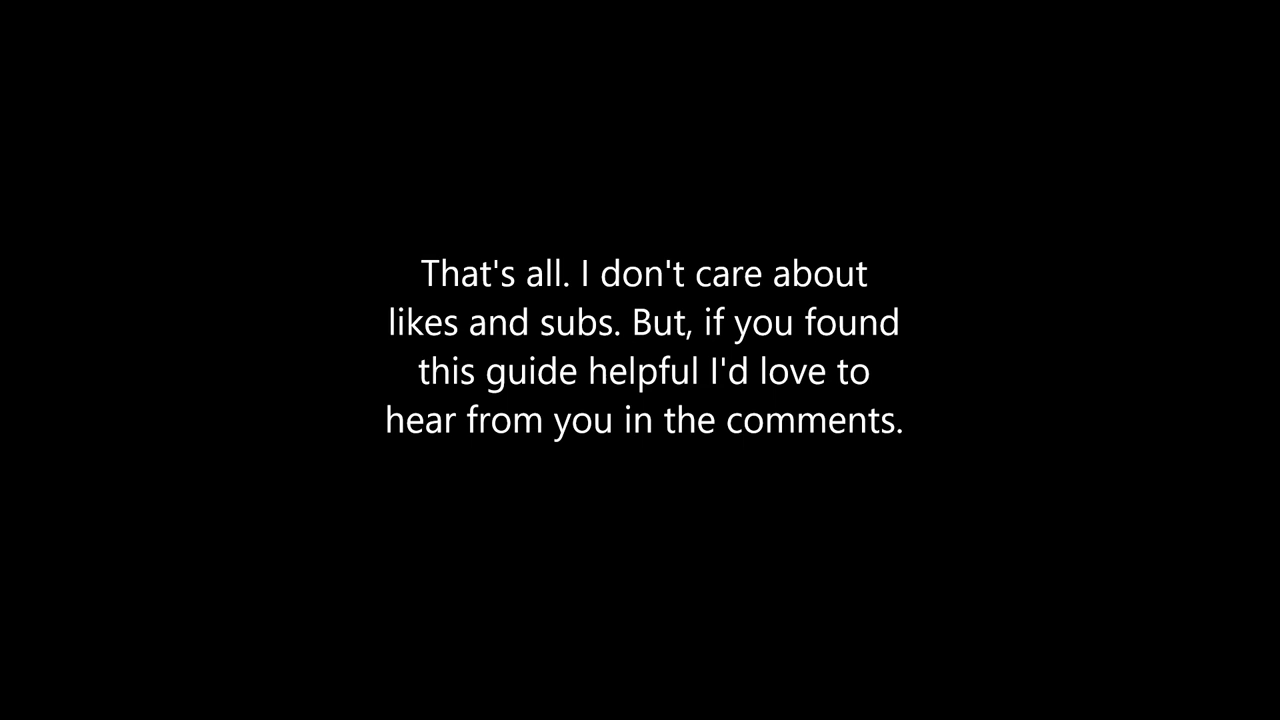 That's all. I don't care about
likes and subs. But, if you found
this guide helpful I'd love to
hear from you in the comments.